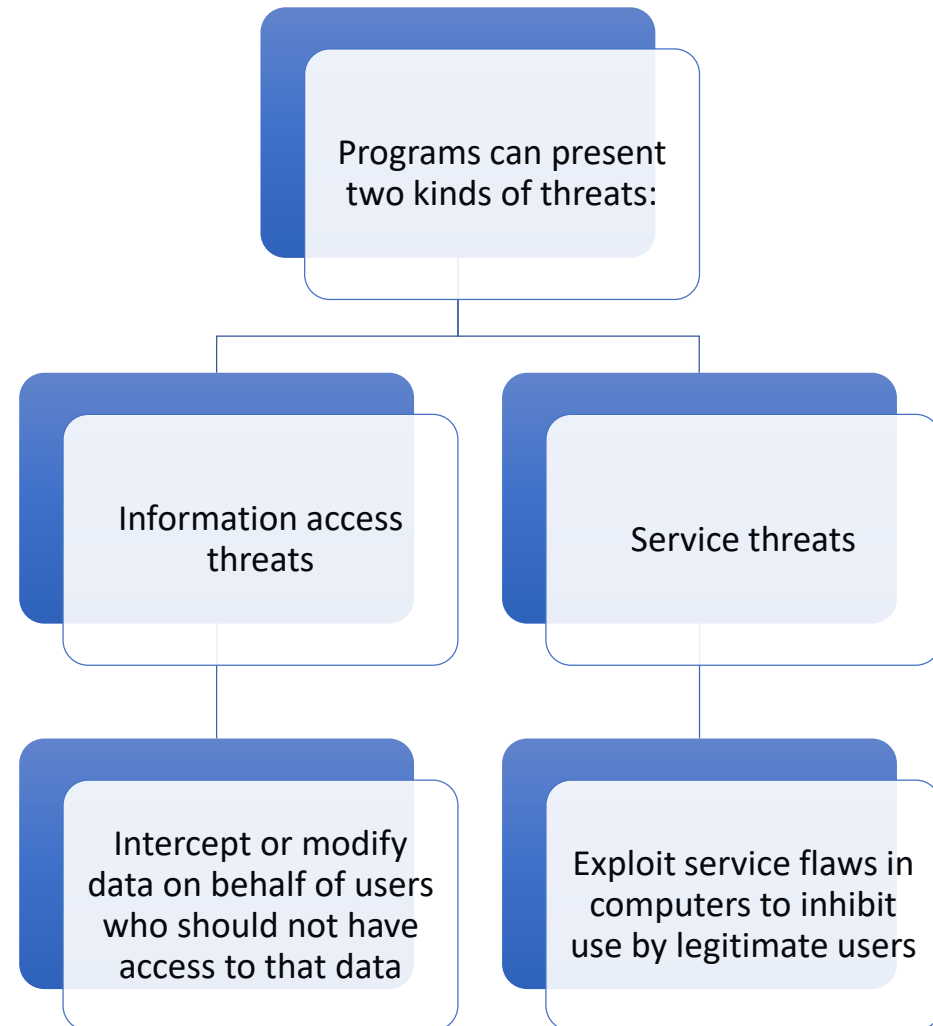 Programs can present
two kinds of threats:
Information access
threats
Service threats
Intercept or modify
data on behalf of users
who should not have
access to that data
Exploit service flaws in
computers to inhibit
use by legitimate users